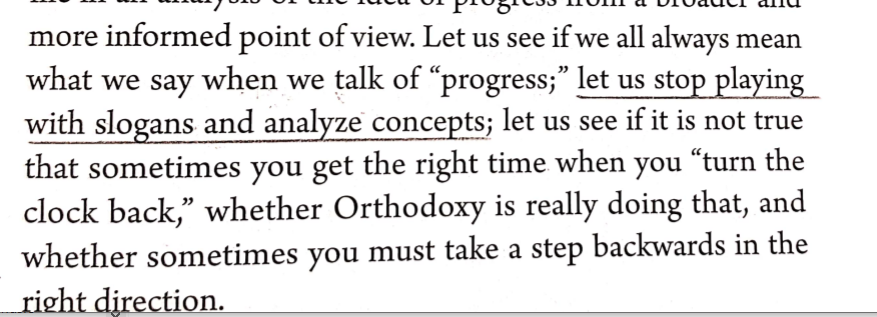 me in an analysis of the idea of progress from a broader and
more informed point of view. Let us see if we all always mean
what we say when we talk of “progress;” let us stop playing
with slogans and analyze concepts; let us see if it is not true
that sometimes you get the right time when you “turn the
clock back,” whether Orthodoxy is really doing that, and
whether sometimes you must take a step backwards in the
right direction.